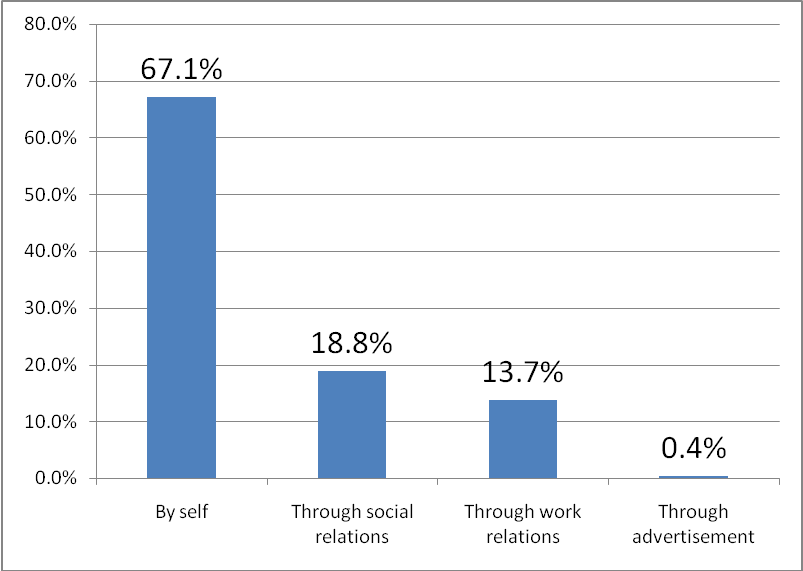 80.0%
70.0%
60.0%
50.0%
40.0%
30.0%
20.0%
10.0%
0.0%
67.1%
18.8%
13.7%
0.4%
By self
Through social
relations
Through work
relations
Through
advertisement